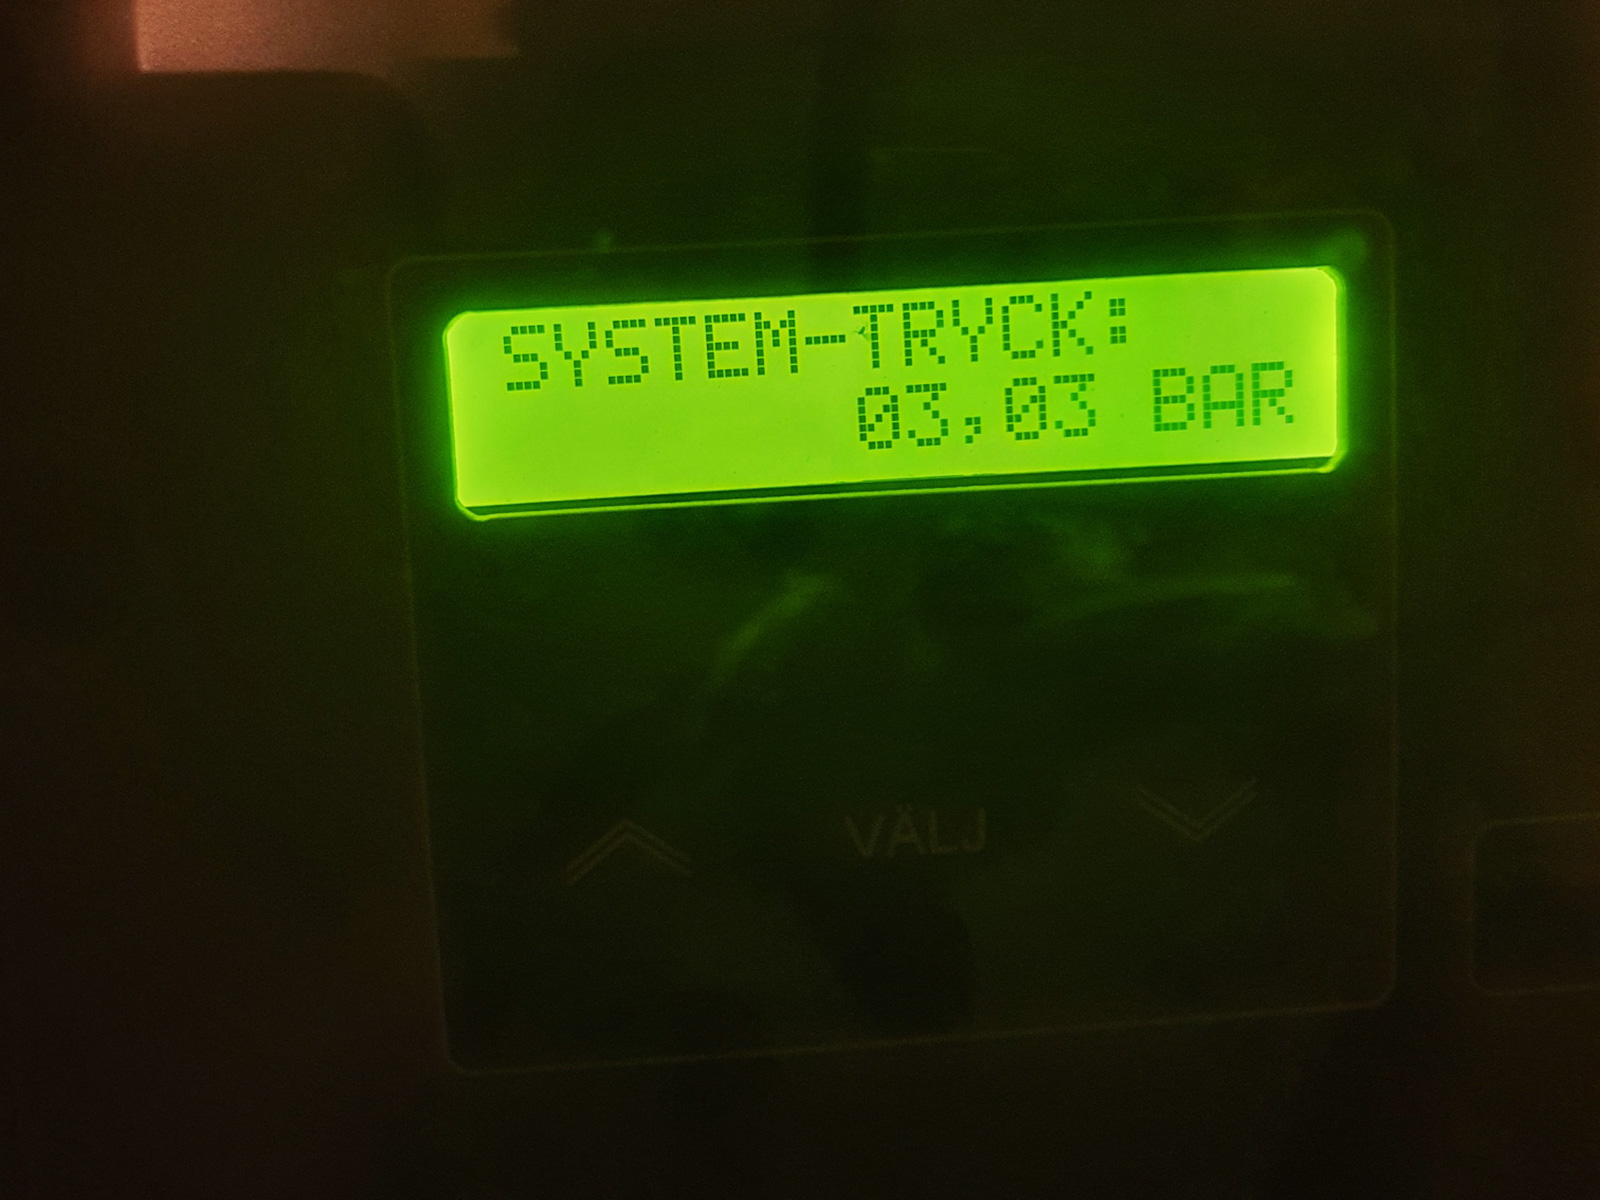 SYSTEM-TRYCK:
03,03 BAR
VÄLJ